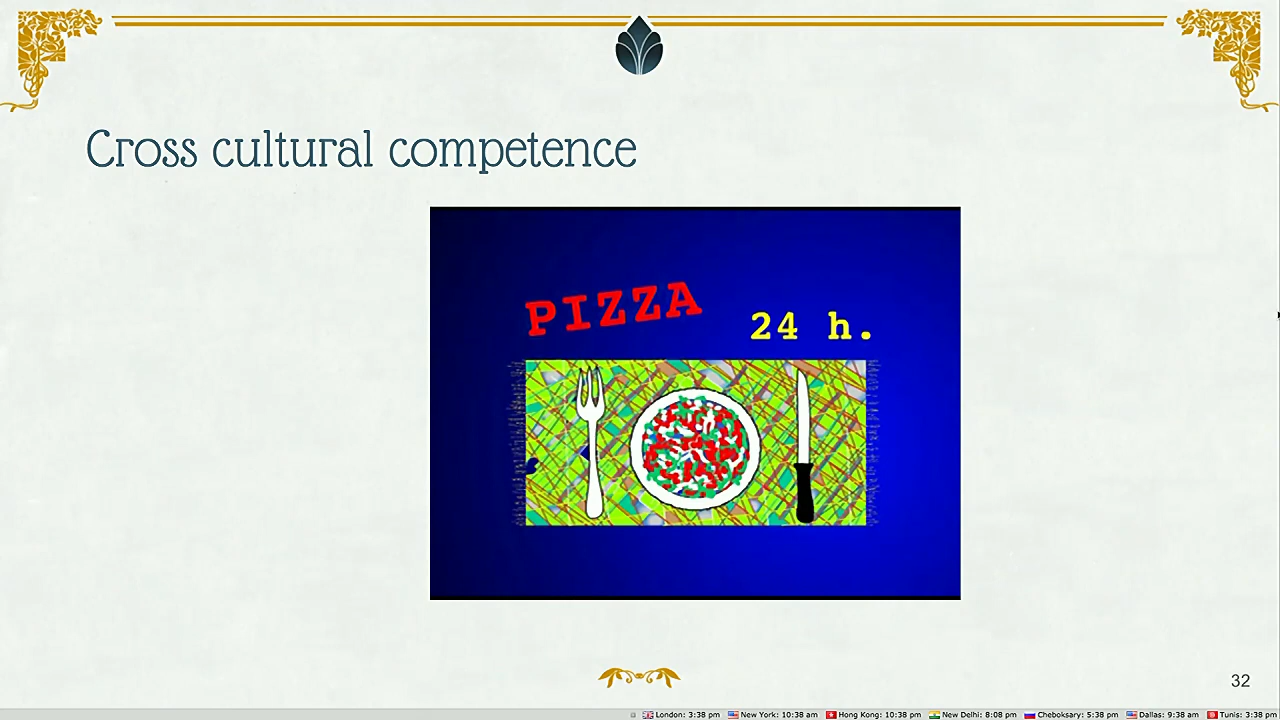 Cross cultural competence
PIZZA
24 h.
32
London: 3:38 pm New York: 10:38 am Hong Kong: 10:38 pm New Delhi: 8:08 pm Cheboksary: 5:38 pm Dallas: 9:38 am Tunis: 3:38 pm